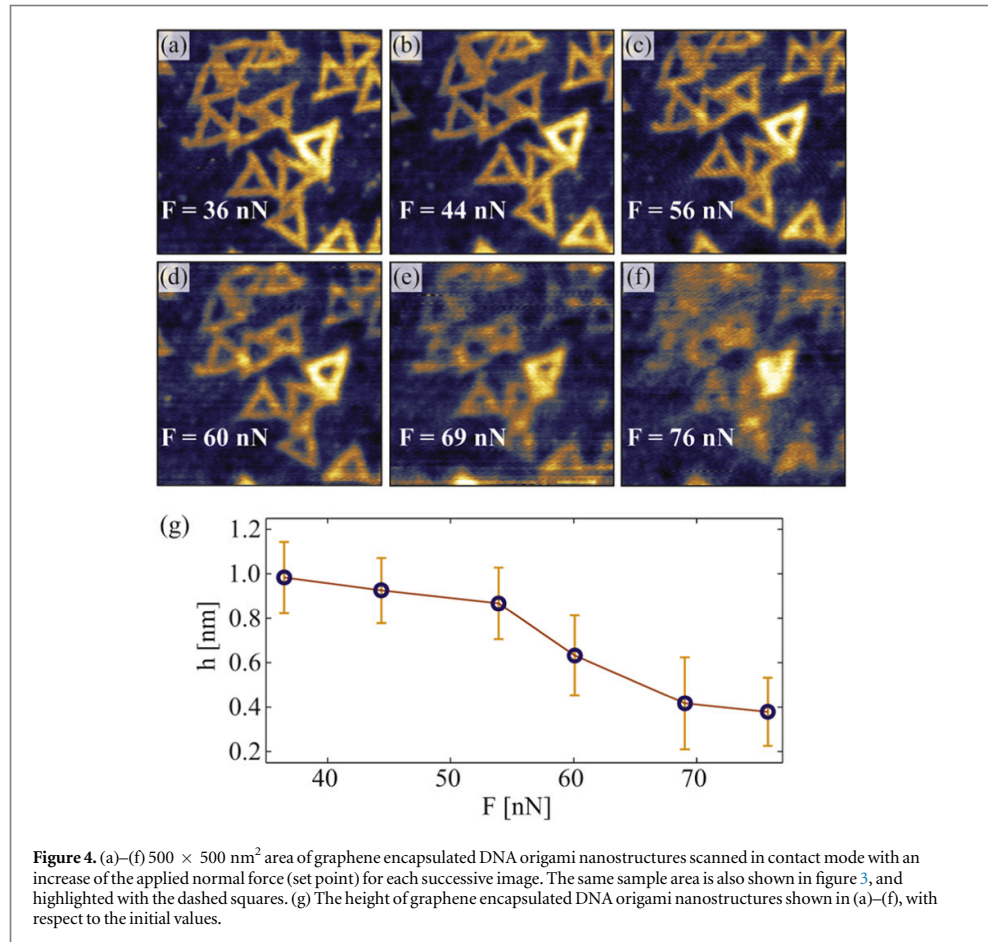 (a) (b) (c)
F = 36 nN F = 44 nN F = 56 nN
(d) (e) (f)
F = 60 nN F = 69 nN F = 76 nN
(g)
1.2
1.0
0.8
0.6
0.4
0.2
h [nm]
40 50 60 70
F [nN]
Figure 4. (a)–(f) 500 × 500 nm² area of graphene encapsulated DNA origami nanostructures scanned in contact mode with an
increase of the applied normal force (set point) for each successive image. The same sample area is also shown in figure 3, and
highlighted with the dashed squares. (g) The height of graphene encapsulated DNA origami nanostructures shown in (a)–(f), with
respect to the initial values.